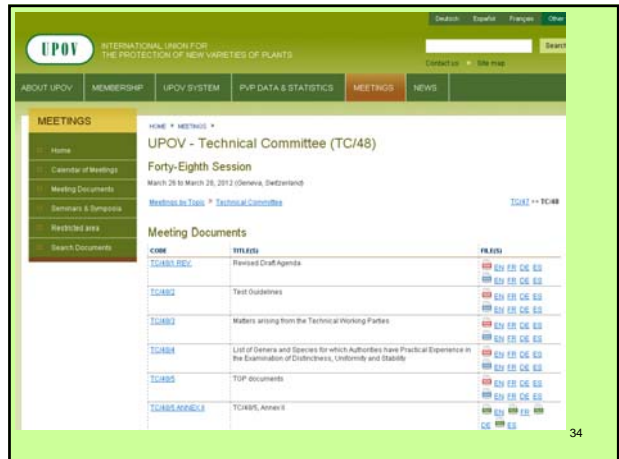 Deutsch Español Français Other
UPOV
INTERNATIONAL UNION FOR
THE PROTECTION OF NEW VARIETIES OF PLANTS
Search
Contact us Site map
ABOUT UPOV MEMBERSHIP UPOV SYSTEM PVP DATA & STATISTICS MEETINGS NEWS
MEETINGS
Home
Calendar of Meetings
Meeting Documents
Seminars & Symposia
Restricted area
Search Documents
HOME MEETINGS
UPOV - Technical Committee (TC/48)
Forty-Eighth Session
March 26 to March 28, 2012 (Geneva, Switzerland)
Meetings by Topic Technical Committee
TC/47 TC/48
Meeting Documents
CODE TITLE(S) FILE(S)
TC/48/1 REV. Revised Draft Agenda EN FR DE ES
EN FR DE ES
TC/48/2 Test Guidelines EN FR DE ES
EN FR DE ES
TC/48/3 Matters arising from the Technical Working Parties EN FR DE ES
EN FR DE ES
TC/48/4 List of Genera and Species for which Authorities have Practical Experience in EN FR DE ES
the Examination of Distinctness, Uniformity and Stability EN FR DE ES
TC/48/5 TGP documents EN FR DE ES
EN FR DE ES
TC/48/5 ANNEX II TC/48/5, Annex II EN FR
DE ES
34